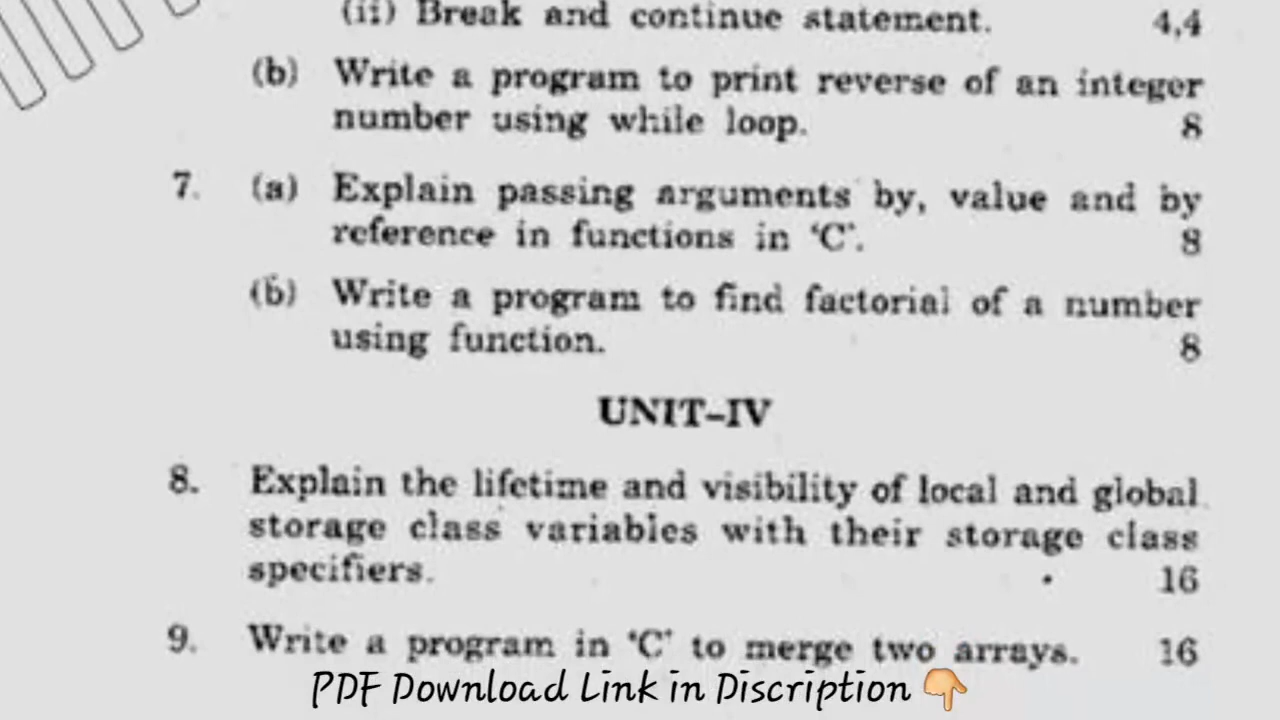 (ii) Break and continue statement. 4,4
(b) Write a program to print reverse of an integer
number using while loop. 8
7. (a) Explain passing arguments by, value and by
reference in functions in 'C'. 8
(b) Write a program to find factorial of a number
using function. 8
UNIT–IV
8. Explain the lifetime and visibility of local and global
storage class variables with their storage class
specifiers. 16
9. Write a program in 'C' to merge two arrays. 16
PDF Download Link in Discription 👇